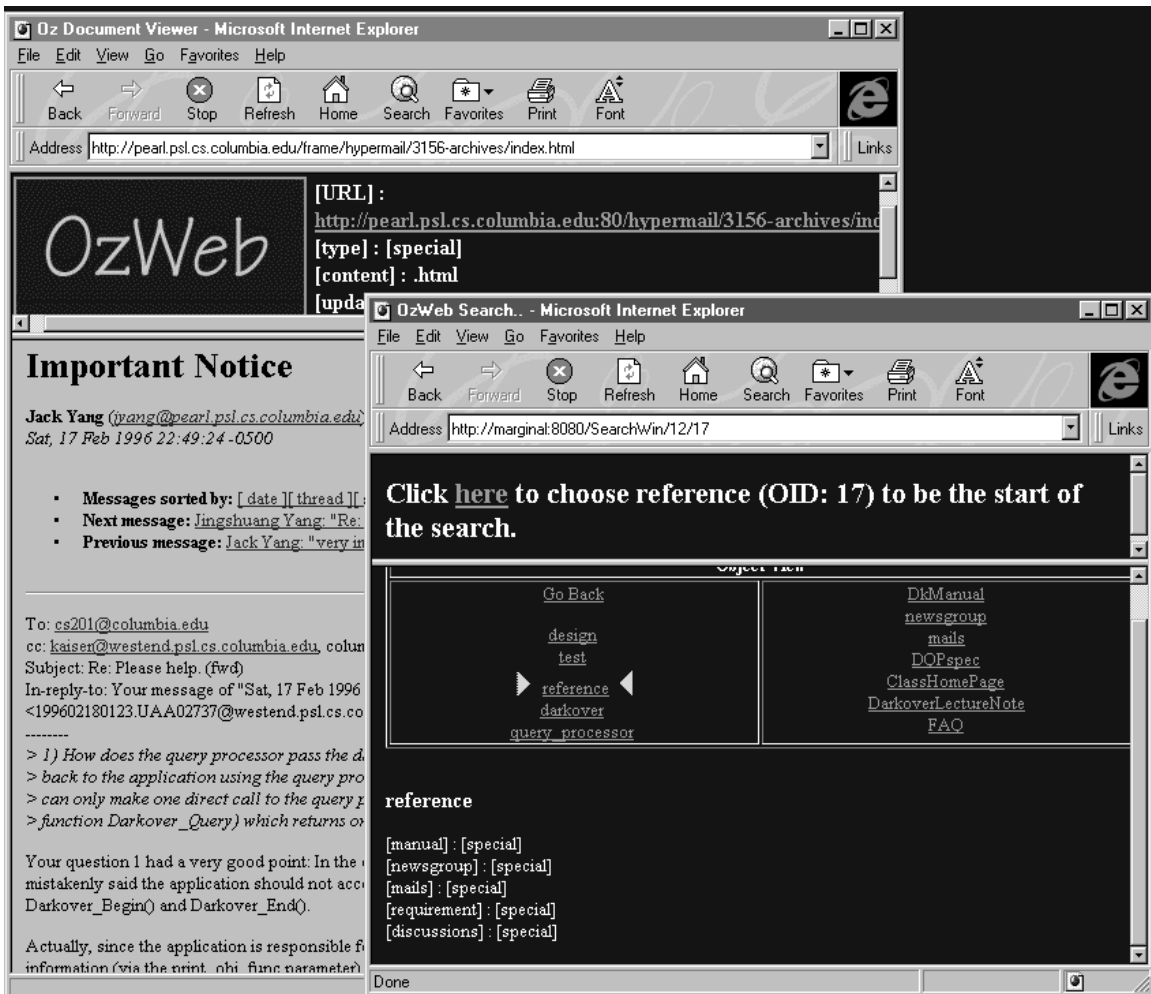 Oz Document Viewer - Microsoft Internet Explorer
File Edit View Go Favorites Help
Back Forward Stop Refresh Home Search Favorites Print Font
Address http://pearl.psl.cs.columbia.edu/frame/hypermail/3156-archives/index.html Links
OzWeb
[URL] :
http://pearl.psl.cs.columbia.edu:80/hypermail/3156-archives/ind
[type] : [special]
[content] : .html
[upda
Important Notice
Jack Yang (jyang@pearl.psl.cs.columbia.edu)
Sat, 17 Feb 1996 22:49:24 -0500
Messages sorted by: [ date ][ thread ][
Next message: Jingshuang Yang: "Re:
Previous message: Jack Yang: "very im
To: cs201@columbia.edu
cc: kaiser@westend.psl.cs.columbia.edu, colum
Subject: Re: Please help. (fwd)
In-reply-to: Your message of "Sat, 17 Feb 1996
<199602180123.UAA02737@westend.psl.cs.co
--------
> 1) How does the query processor pass the da
> back to the application using the query pro
> can only make one direct call to the query p
> function Darkover_Query) which returns on
Your question 1 had a very good point: In the
mistakenly said the application should not acc
Darkover_Begin() and Darkover_End().
Actually, since the application is responsible f
information (via the print_obj_func parameter)
OzWeb Search.. - Microsoft Internet Explorer
File Edit View Go Favorites Help
Back Forward Stop Refresh Home Search Favorites Print Font
Address http://marginal:8080/SearchWin/12/17 Links
Click here to choose reference (OID: 17) to be the start of
the search.
Object View
Go Back
design
test
reference
darkover
query_processor
DkManual
newsgroup
mails
DOPspec
ClassHomePage
DarkoverLectureNote
FAQ
reference
[manual] : [special]
[newsgroup] : [special]
[mails] : [special]
[requirement] : [special]
[discussions] : [special]
Done